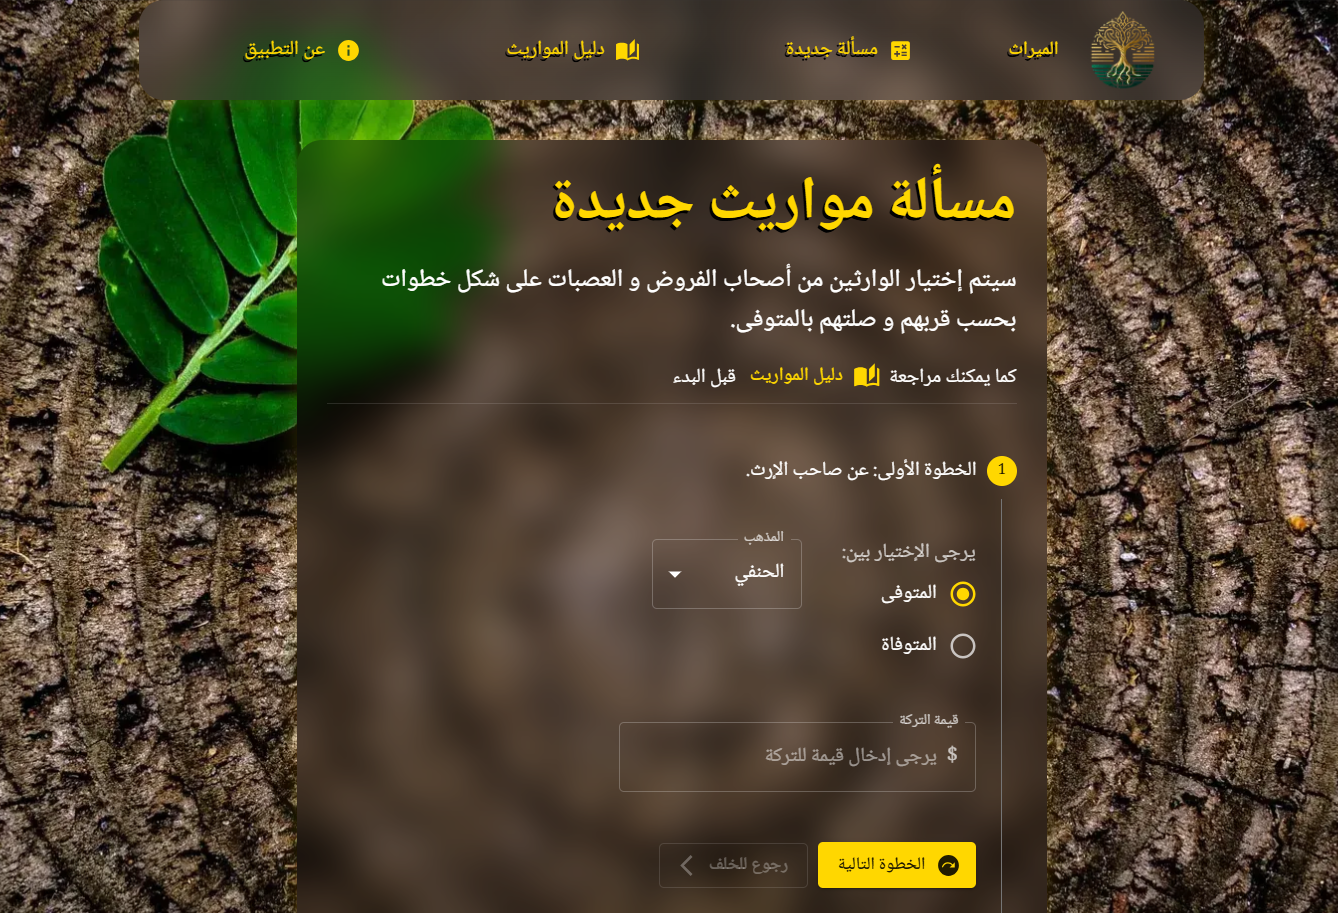 الميراث
مسألة جديدة
دليل المواريث
عن التطبيق
مسألة مواريث جديدة
سيتم إختيار الوارثين من أصحاب الفروض و العصبات على شكل خطوات
بحسب قربهم و صلتهم بالمتوفى.
كما يمكنك مراجعة دليل المواريث قبل البدء
1 الخطوة الأولى: عن صاحب الإرث.
يرجى الإختيار بين:
المتوفى
المتوفاة
المذهب
الحنفي
قيمة التركة
$ يرجى إدخال قيمة للتركة
الخطوة التالية
رجوع للخلف